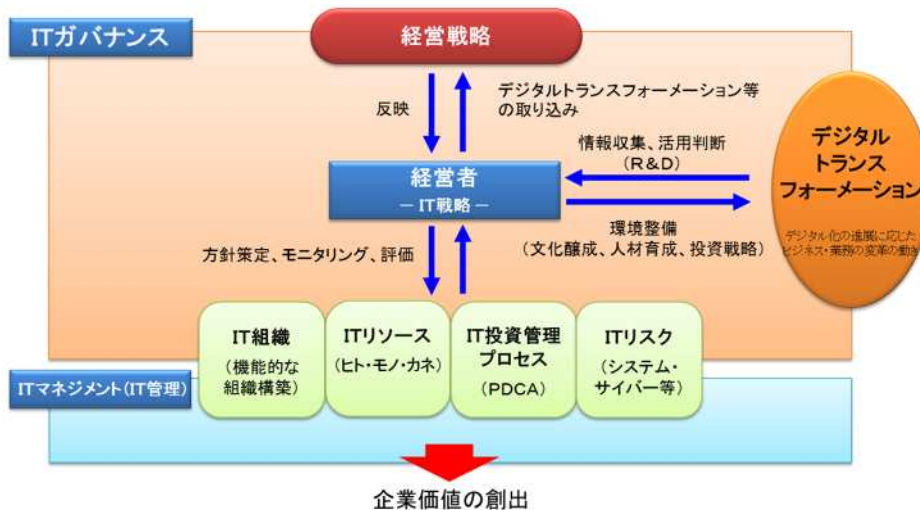 ITガバナンス
経営戦略
反映
デジタルトランスフォーメーション等
の取り込み
情報収集、活用判断
(R&D)
経営者
― IT戦略 ―
環境整備
(文化醸成、人材育成、投資戦略)
デジタル
トランス
フォーメーション
デジタル化の進展に応じた
ビジネス・業務の変革の動き
方針策定、モニタリング、評価
IT組織
(機能的な
組織構築)
ITリソース
(ヒト・モノ・カネ)
IT投資管理
プロセス
(PDCA)
ITリスク
(システム・
サイバー等)
ITマネジメント(IT管理)
企業価値の創出